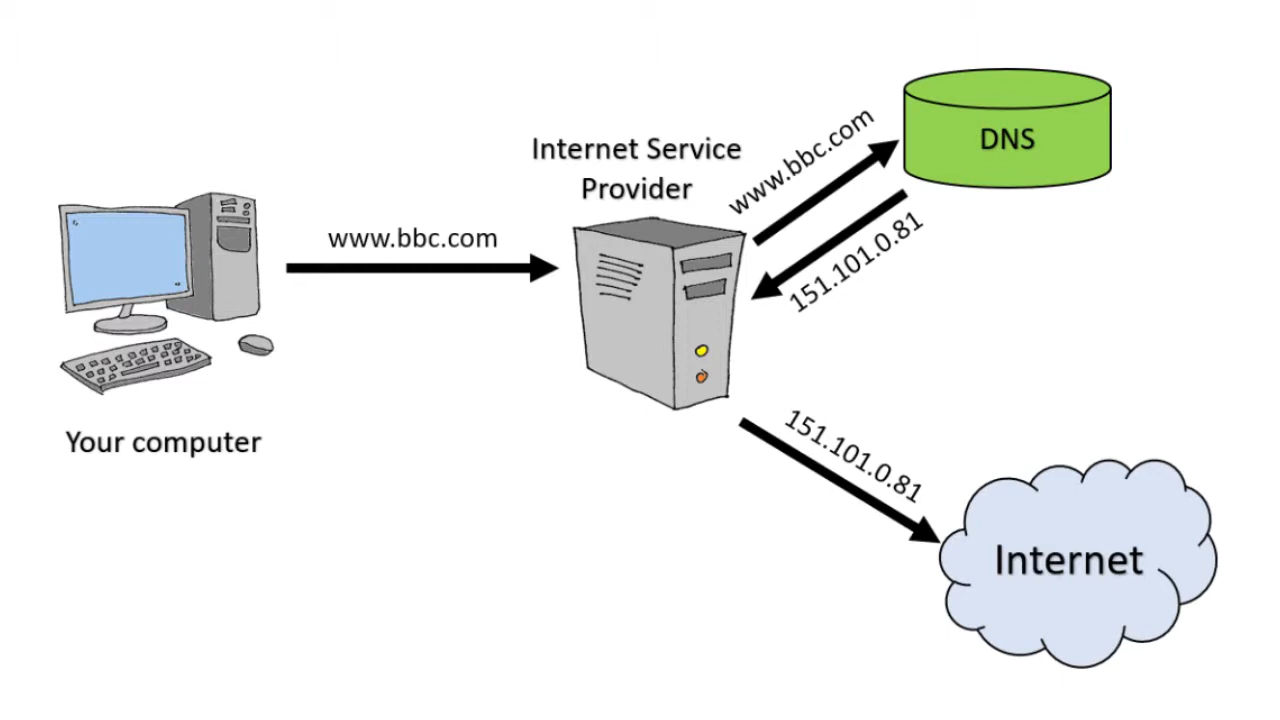 Internet Service
Provider
DNS
www.bbc.com
www.bbc.com
151.101.0.81
151.101.0.81
Your computer
Internet